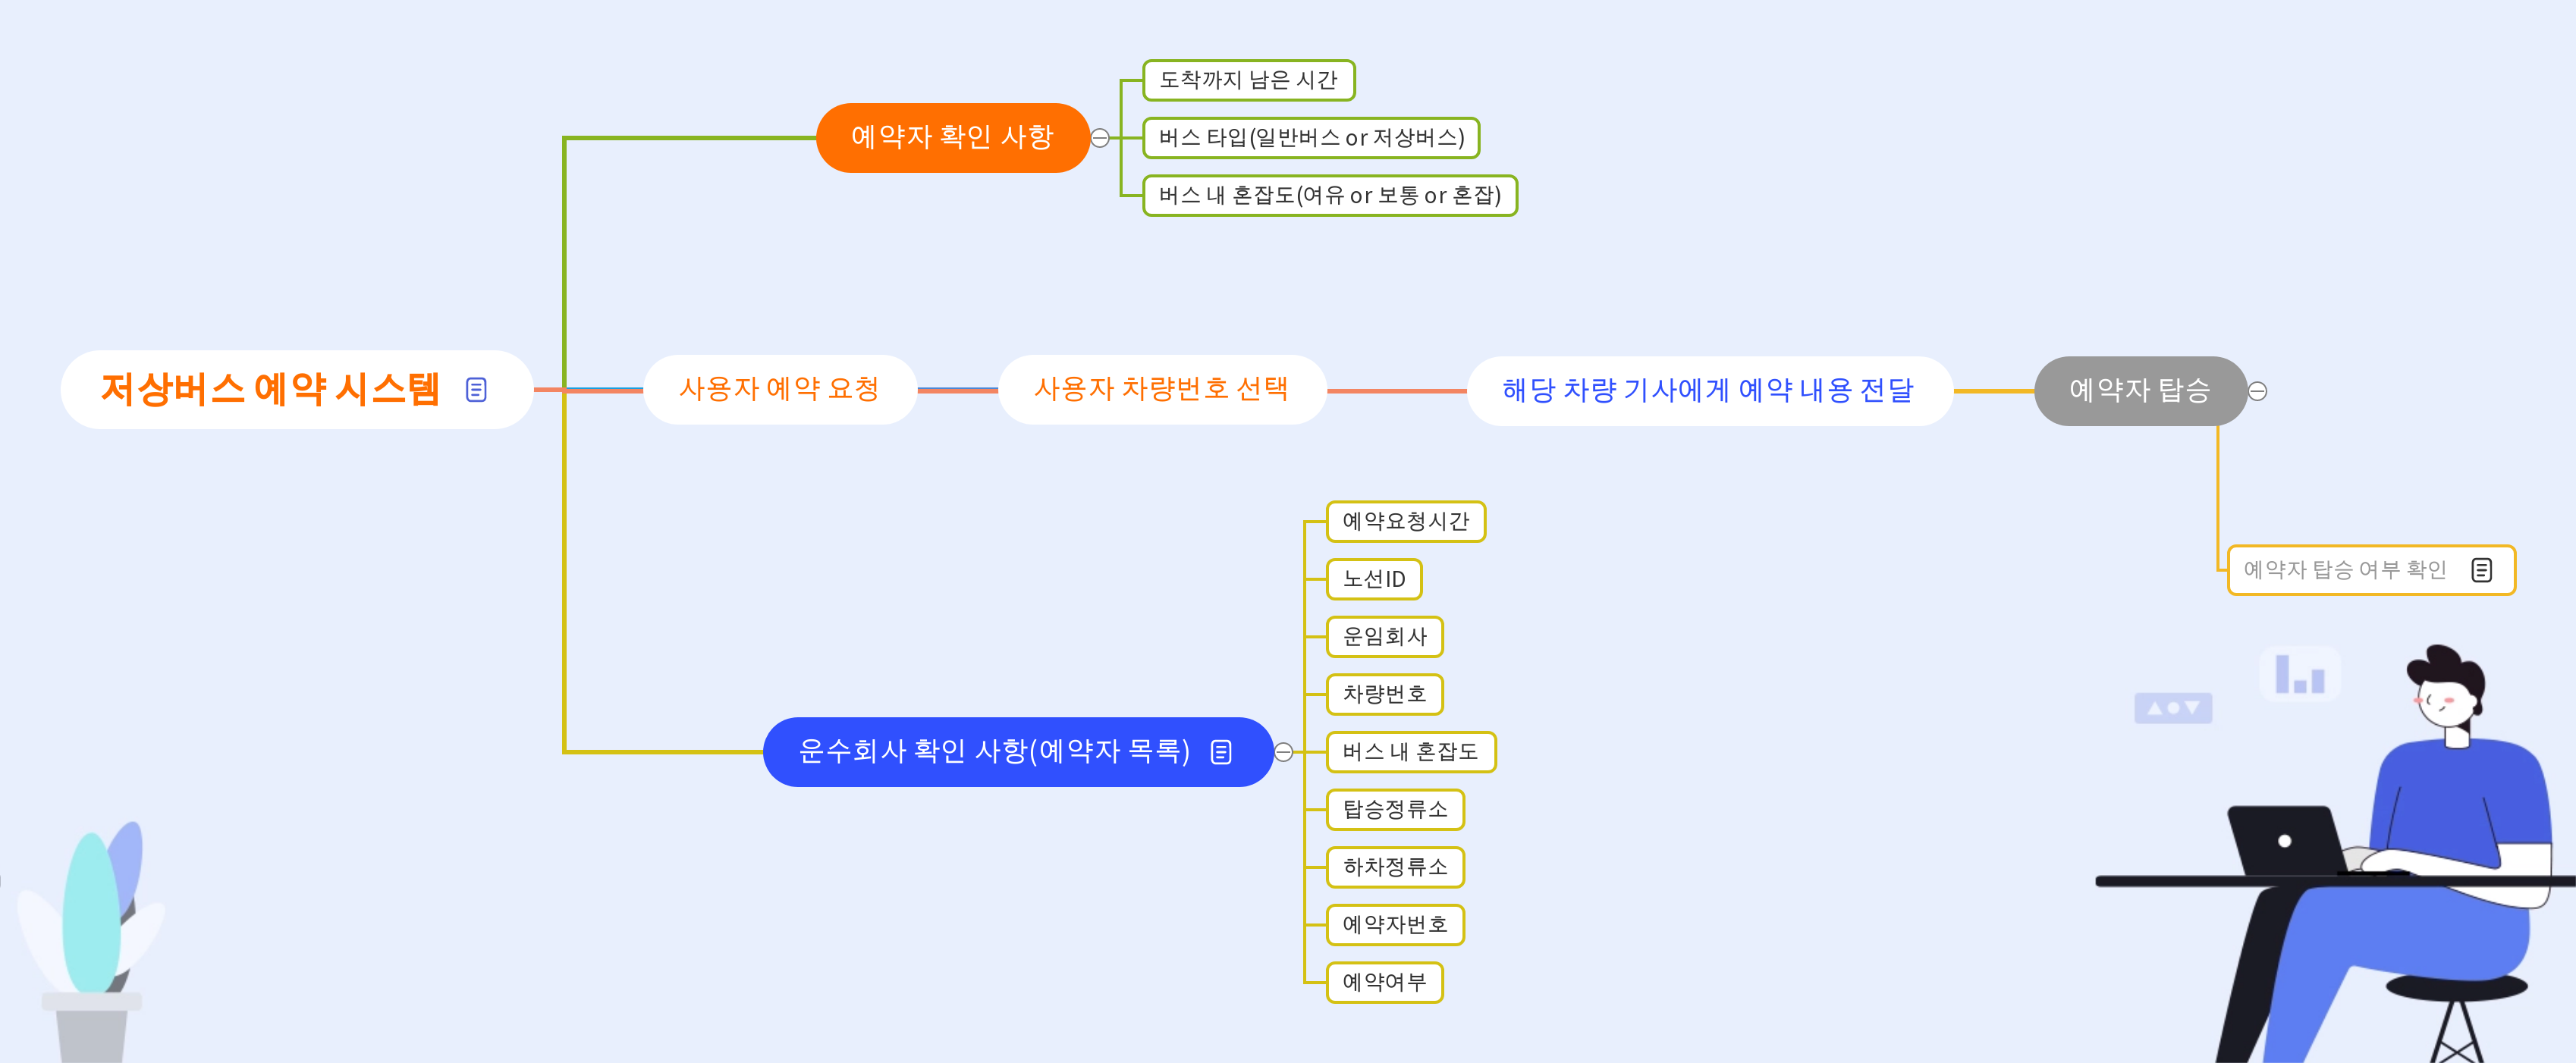 도착까지 남은 시간
예약자 확인 사항
버스 타입(일반버스 or 저상버스)
버스 내 혼잡도(여유 or 보통 or 혼잡)
저상버스 예약 시스템
사용자 예약 요청
사용자 차량번호 선택
해당 차량 기사에게 예약 내용 전달
예약자 탑승
예약자 탑승 여부 확인
운수회사 확인 사항(예약자 목록)
예약요청시간
노선ID
운임회사
차량번호
버스 내 혼잡도
탑승정류소
하차정류소
예약자번호
예약여부